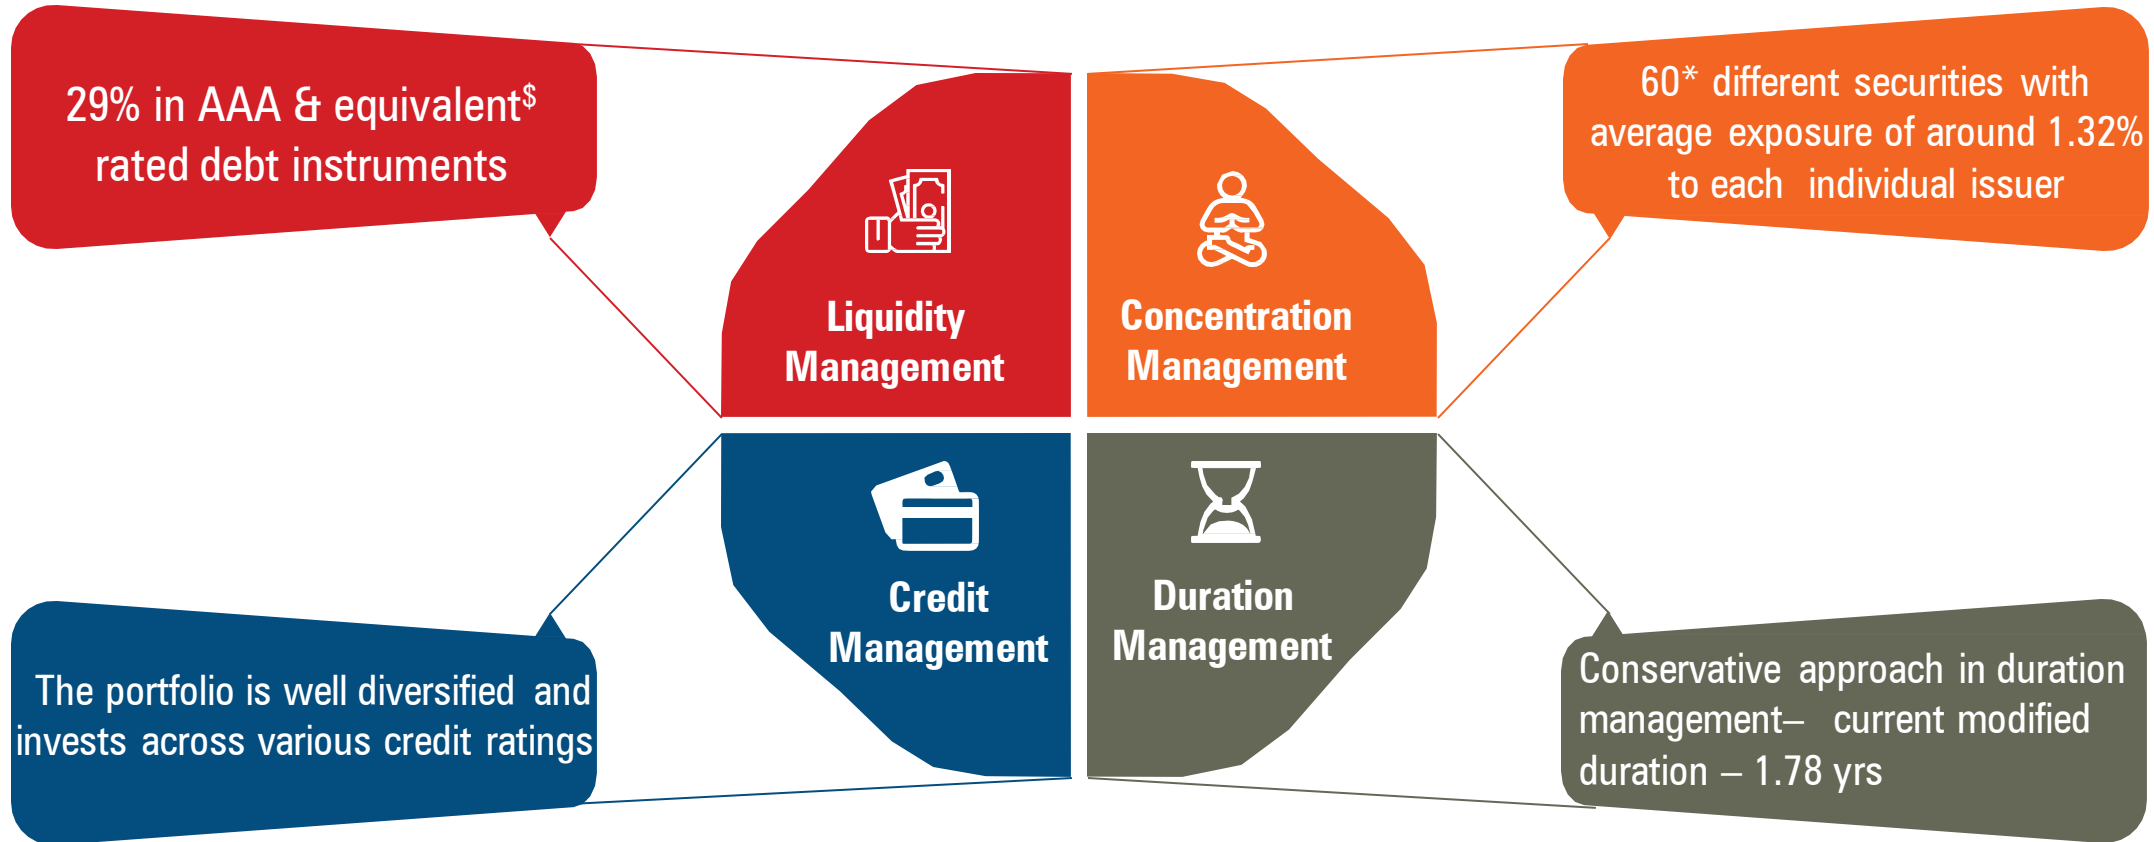 29% in AAA & equivalent$
rated debt instruments
60* different securities with
average exposure of around 1.32%
to each individual issuer
Liquidity
Management
Concentration
Management
Credit
Management
Duration
Management
The portfolio is well diversified and
invests across various credit ratings
Conservative approach in duration
management– current modified
duration – 1.78 yrs